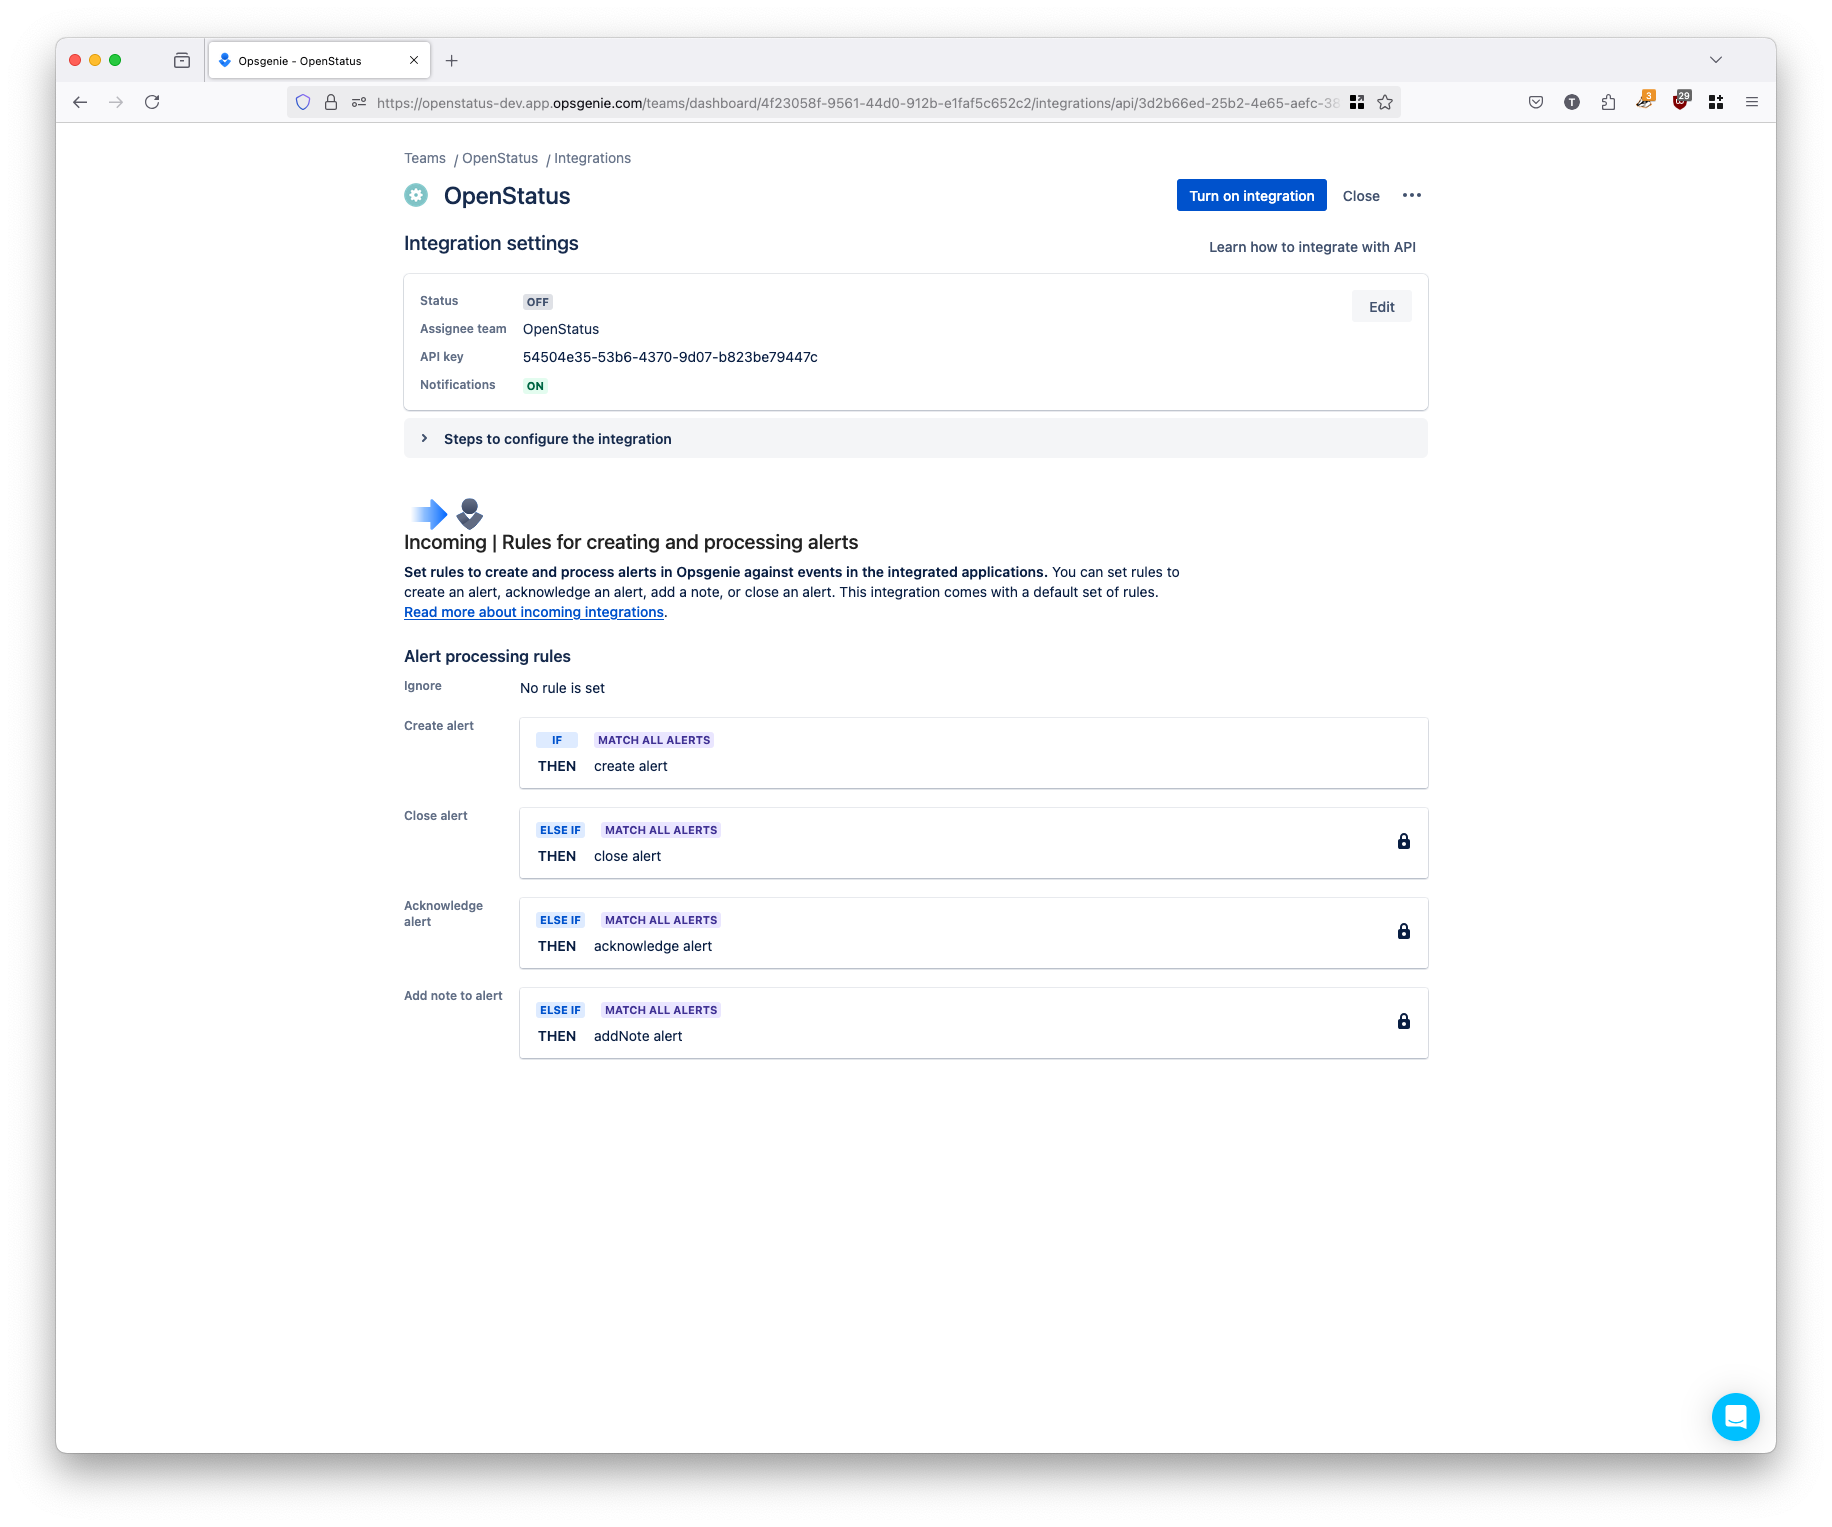 Opsgenie - OpenStatus
https://openstatus-dev.app.opsgenie.com/teams/dashboard/4f23058f-9561-44d0-912b-e1faf5c652c2/integrations/api/3d2b66ed-25b2-4e65-aefc-38
T
3
29
Teams / OpenStatus / Integrations
OpenStatus
Turn on integration
Close
Integration settings
Learn how to integrate with API
Status OFF
Edit
Assignee team OpenStatus
API key 54504e35-53b6-4370-9d07-b823be79447c
Notifications ON
Steps to configure the integration
Incoming | Rules for creating and processing alerts
Set rules to create and process alerts in Opsgenie against events in the integrated applications. You can set rules to
create an alert, acknowledge an alert, add a note, or close an alert. This integration comes with a default set of rules.
Read more about incoming integrations.
Alert processing rules
Ignore No rule is set
Create alert
IF MATCH ALL ALERTS
THEN create alert
Close alert
ELSE IF MATCH ALL ALERTS
THEN close alert
Acknowledge
alert
ELSE IF MATCH ALL ALERTS
THEN acknowledge alert
Add note to alert
ELSE IF MATCH ALL ALERTS
THEN addNote alert